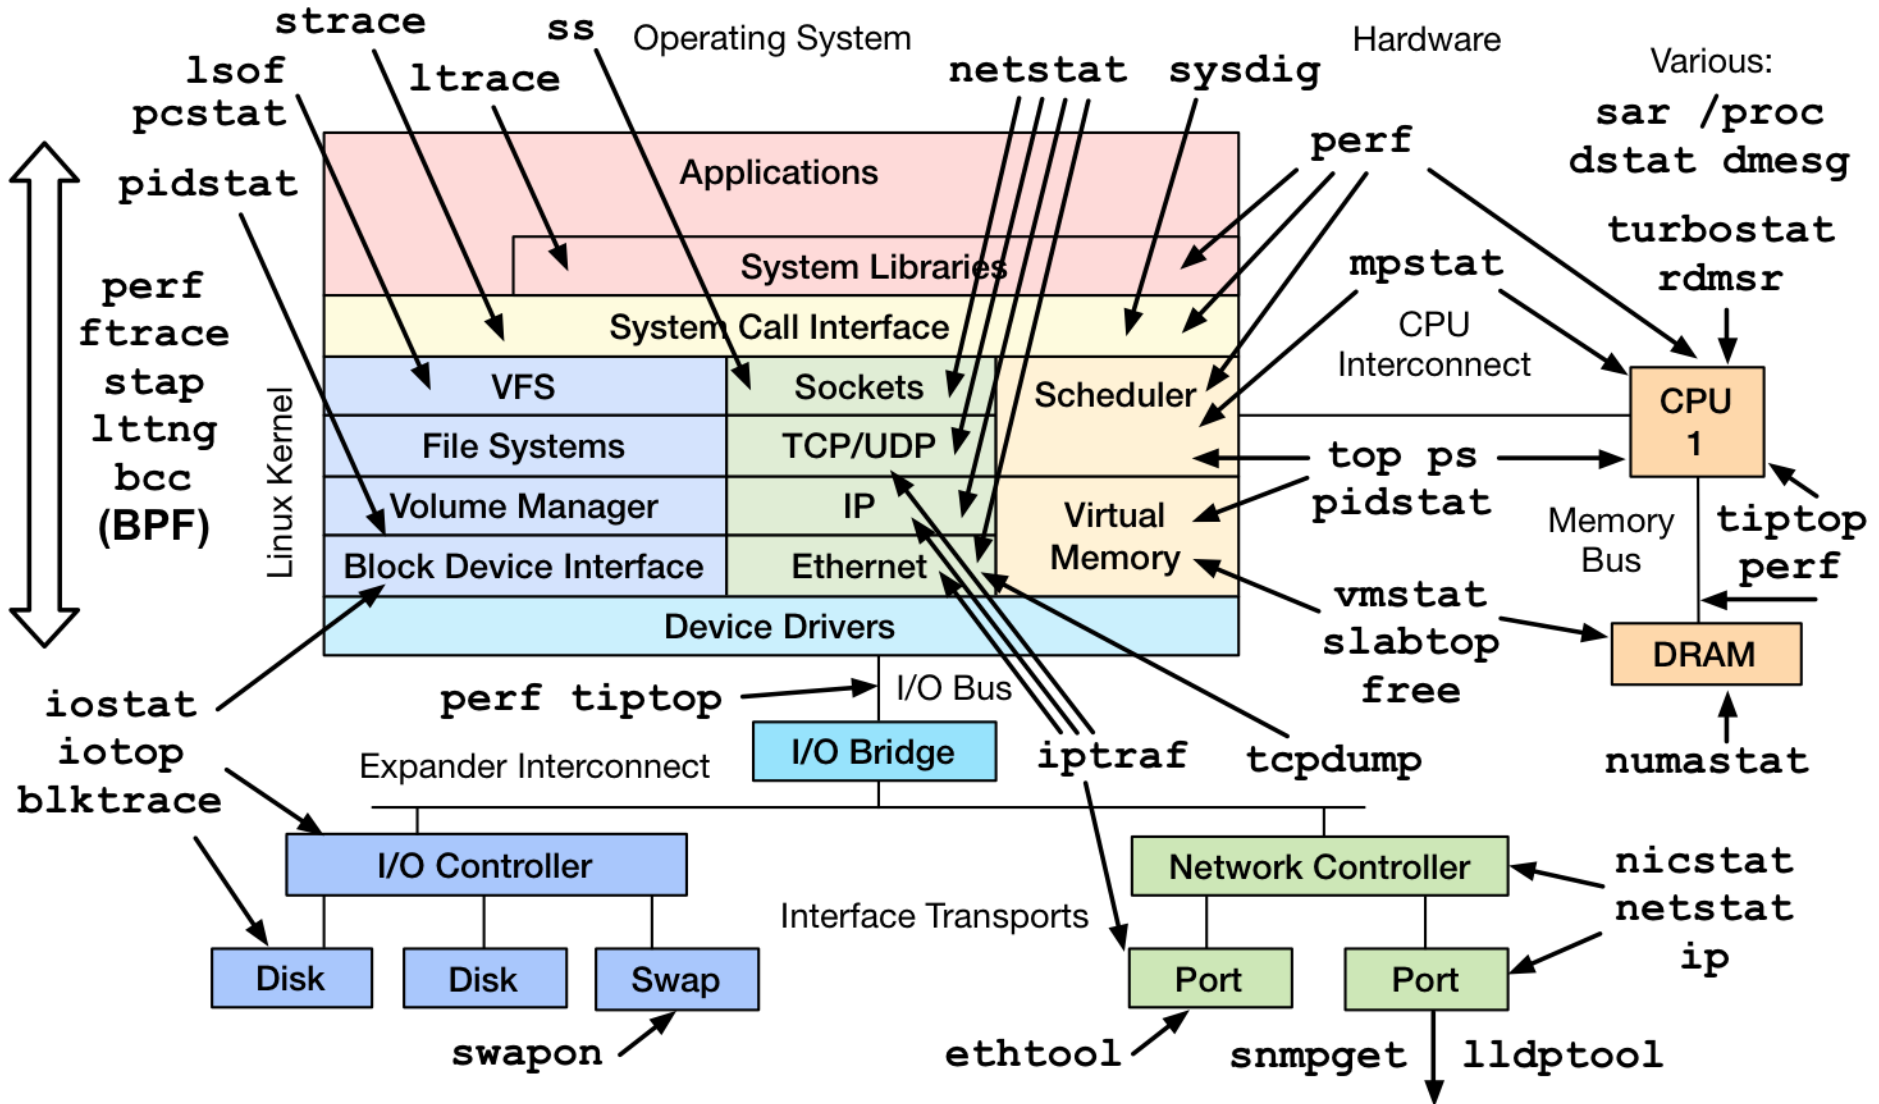 strace
ss
Operating System
Hardware
Various:
lsof
pcstat
ltrace
netstat
sysdig
sar /proc
dstat dmesg
perf
pidstat
Applications
turbostat
rdmsr
System Libraries
mpstat
perf
ftrace
stap
lttng
bcc
(BPF)
System Call Interface
CPU
Interconnect
Linux Kernel
VFS
Sockets
Scheduler
CPU
1
File Systems
TCP/UDP
top ps
pidstat
Volume Manager
IP
Virtual
Memory
Memory
Bus
tiptop
perf
Block Device Interface
Ethernet
vmstat
slabtop
free
Device Drivers
DRAM
iostat
iotop
blktrace
perf tiptop
I/O Bus
Expander Interconnect
I/O Bridge
iptraf
tcpdump
numastat
I/O Controller
Network Controller
nicstat
netstat
ip
Interface Transports
Disk
Disk
Swap
Port
Port
swapon
ethtool
snmpget
lldptool